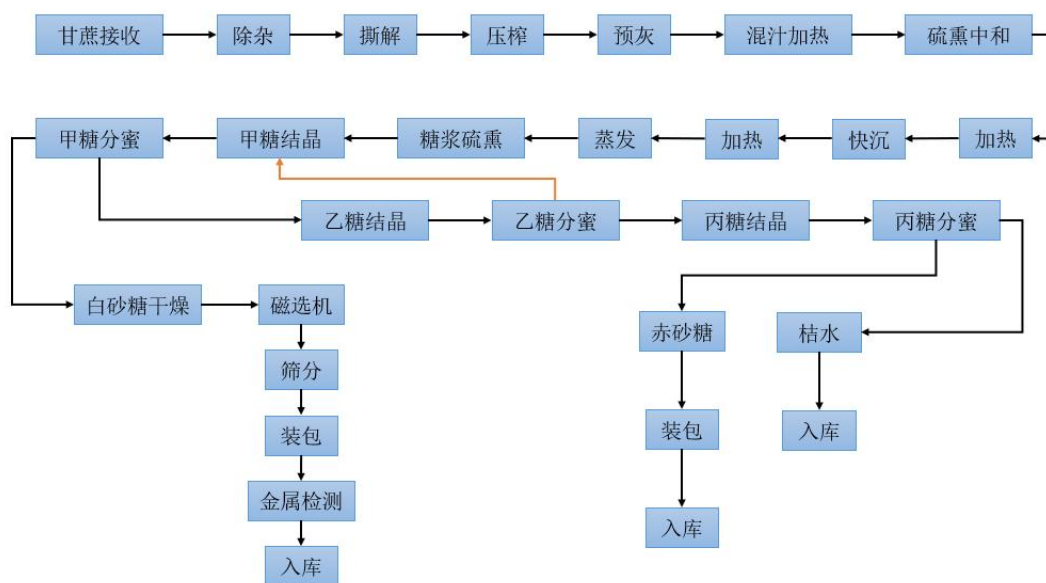 甘蔗接收 除杂 撕解 压榨 预灰 混汁加热 硫熏中和
甲糖分蜜 甲糖结晶 糖浆硫熏 蒸发 加热 快沉 加热
乙糖结晶 乙糖分蜜 丙糖结晶 丙糖分蜜
白砂糖干燥 磁选机 赤砂糖 桔水
筛分
装包 装包 入库
金属检测
入库 入库